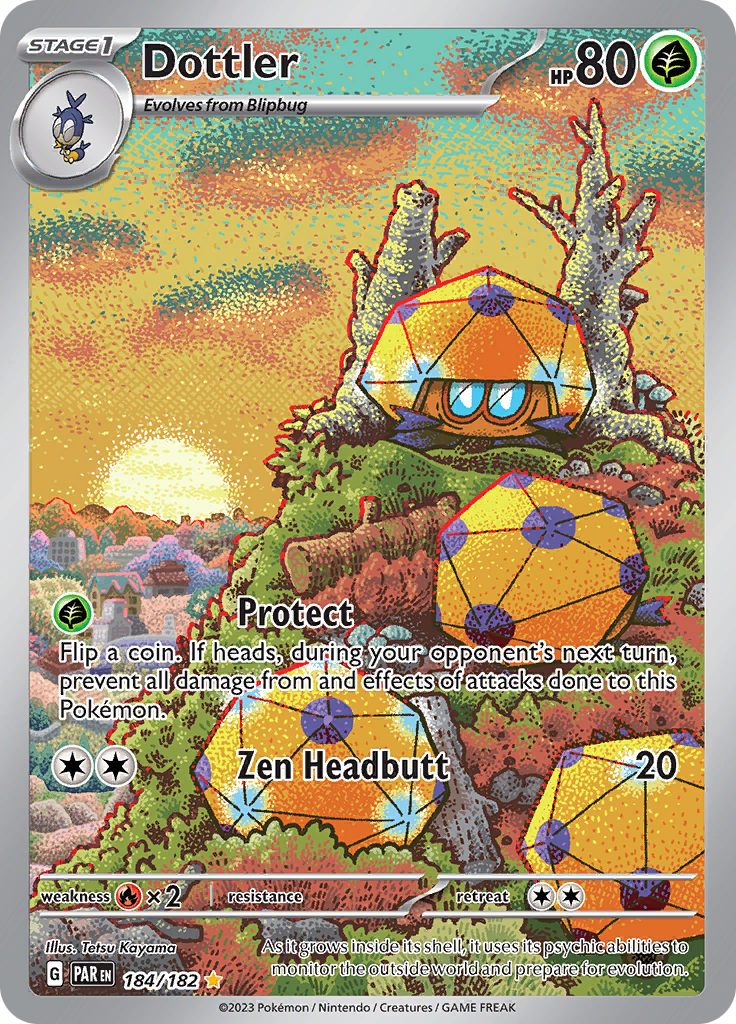 STAGE1
Dottler
HP 80
Evolves from Blipbug
Protect
Flip a coin. If heads, during your opponent's next turn,
prevent all damage from and effects of attacks done to this
Pokémon.
Zen Headbutt 20
weakness ×2 resistance retreat
Illus. Tetsu Kayama
As it grows inside its shell, it uses its psychic abilities to
monitor the outside world and prepare for evolution.
G PAR EN 184/182
©2023 Pokémon / Nintendo / Creatures / GAME FREAK